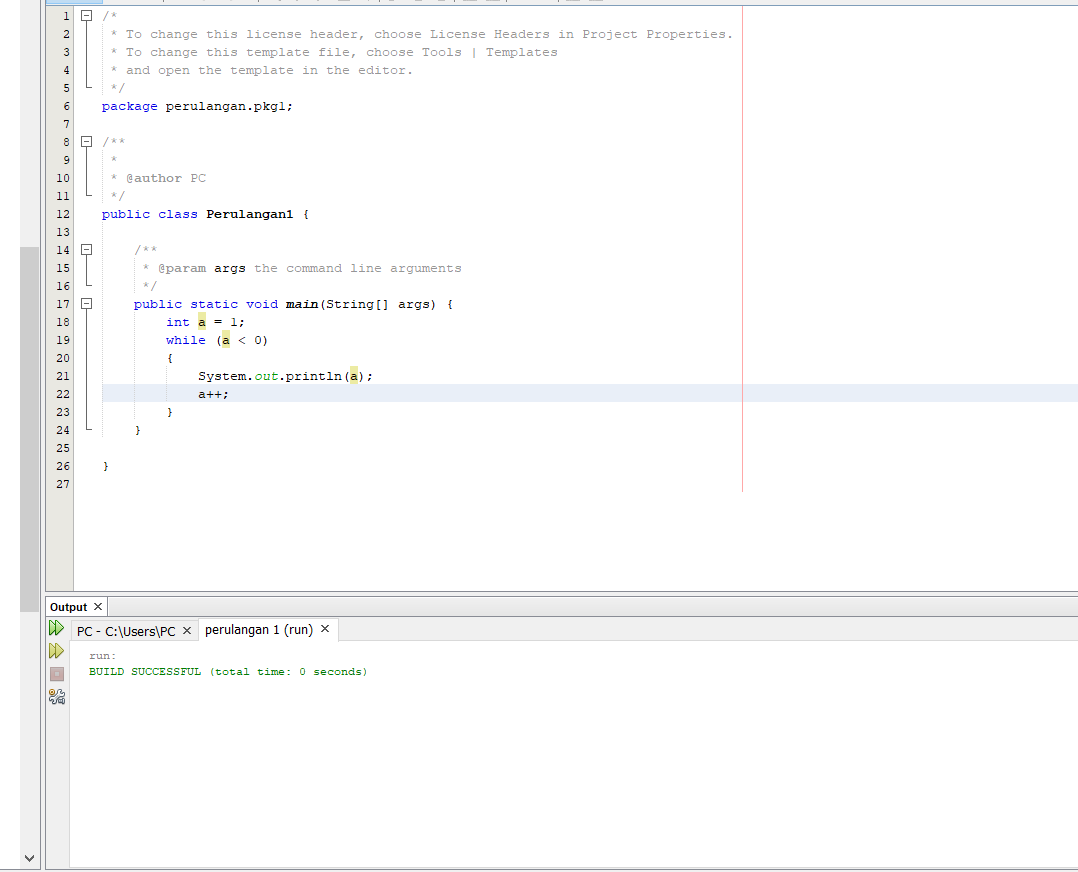 1 /*
2  * To change this license header, choose License Headers in Project Properties.
3  * To change this template file, choose Tools | Templates
4  * and open the template in the editor.
5  */
6 package perulangan.pkg1;
7
8 /**
9  *
10  * @author PC
11  */
12 public class Perulangan1 {
13
14     /**
15      * @param args the command line arguments
16      */
17     public static void main(String[] args) {
18         int a = 1;
19         while (a < 0)
20         {
21             System.out.println(a);
22             a++;
23         }
24     }
25
26 }
27
Output
PC - C:\Users\PC perulangan 1 (run)
run:
BUILD SUCCESSFUL (total time: 0 seconds)